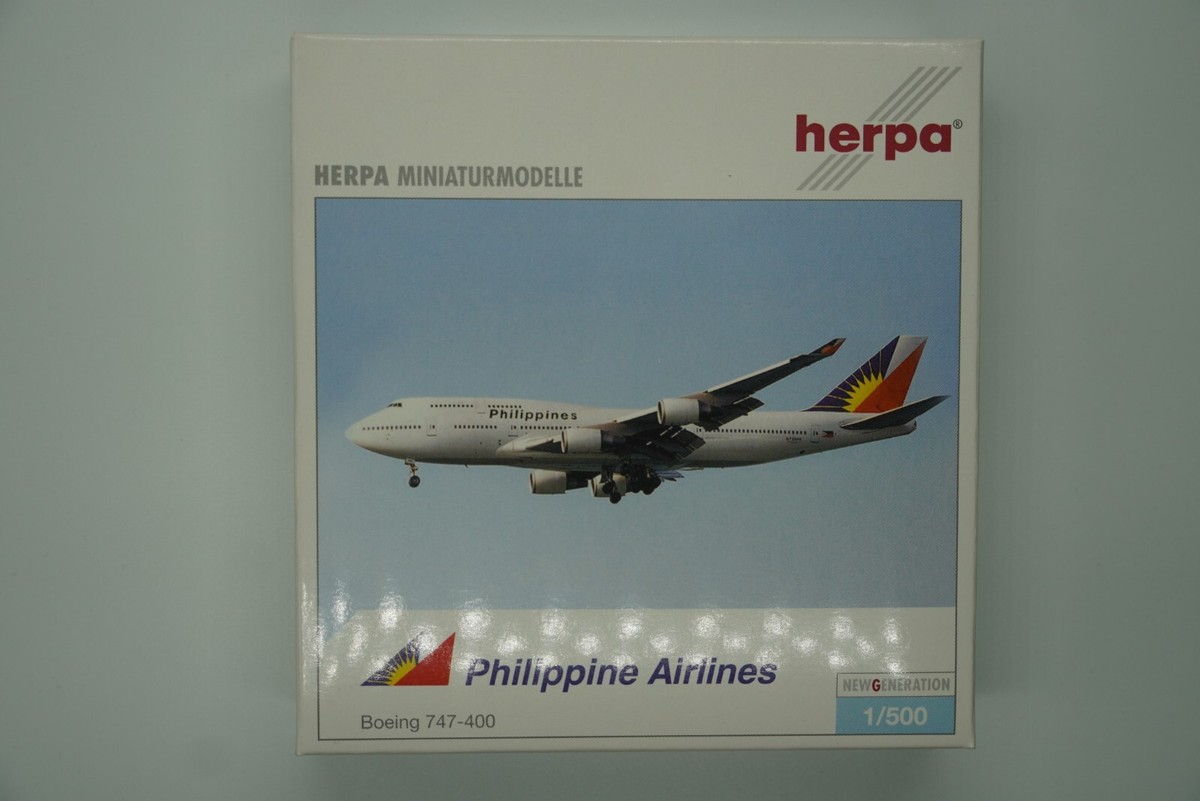 herpa®
HERPA MINIATURMODELLE
Philippines
Philippine Airlines
Boeing 747-400
NEWGENERATION
1/500